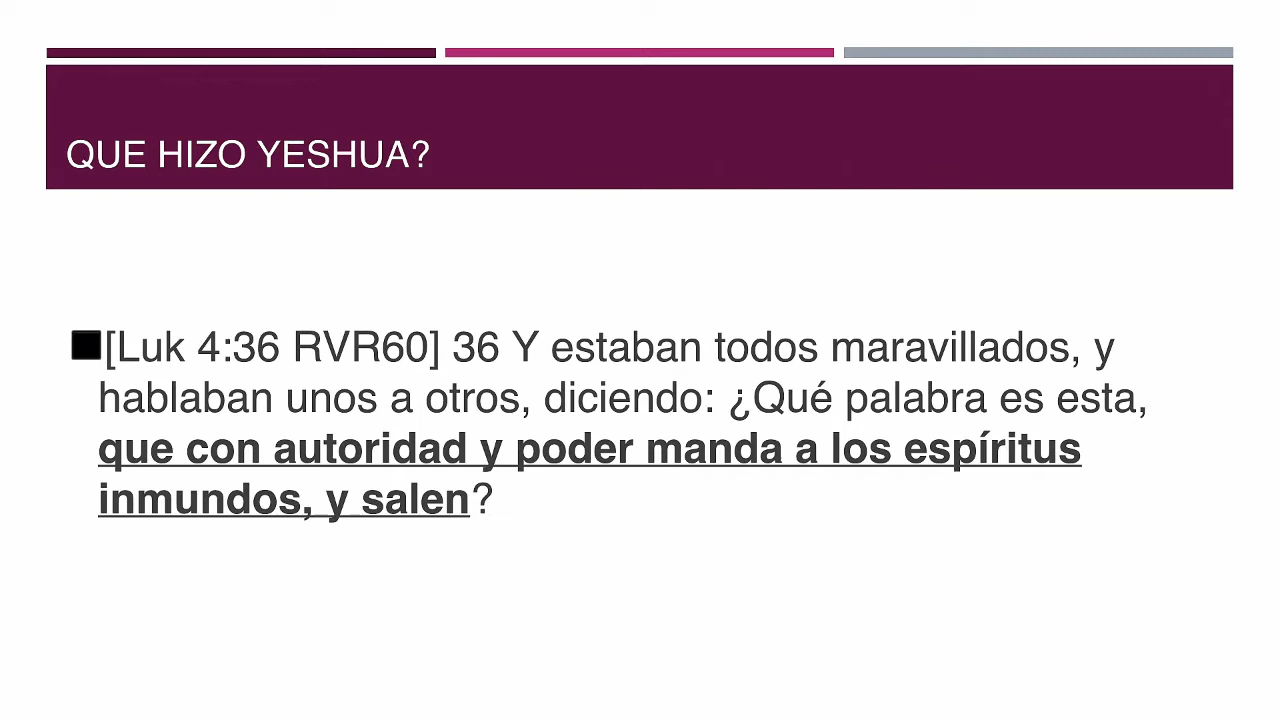 QUE HIZO YESHUA?
[Luk 4:36 RVR60] 36 Y estaban todos maravillados, y
hablaban unos a otros, diciendo: ¿Qué palabra es esta,
que con autoridad y poder manda a los espíritus
inmundos, y salen?